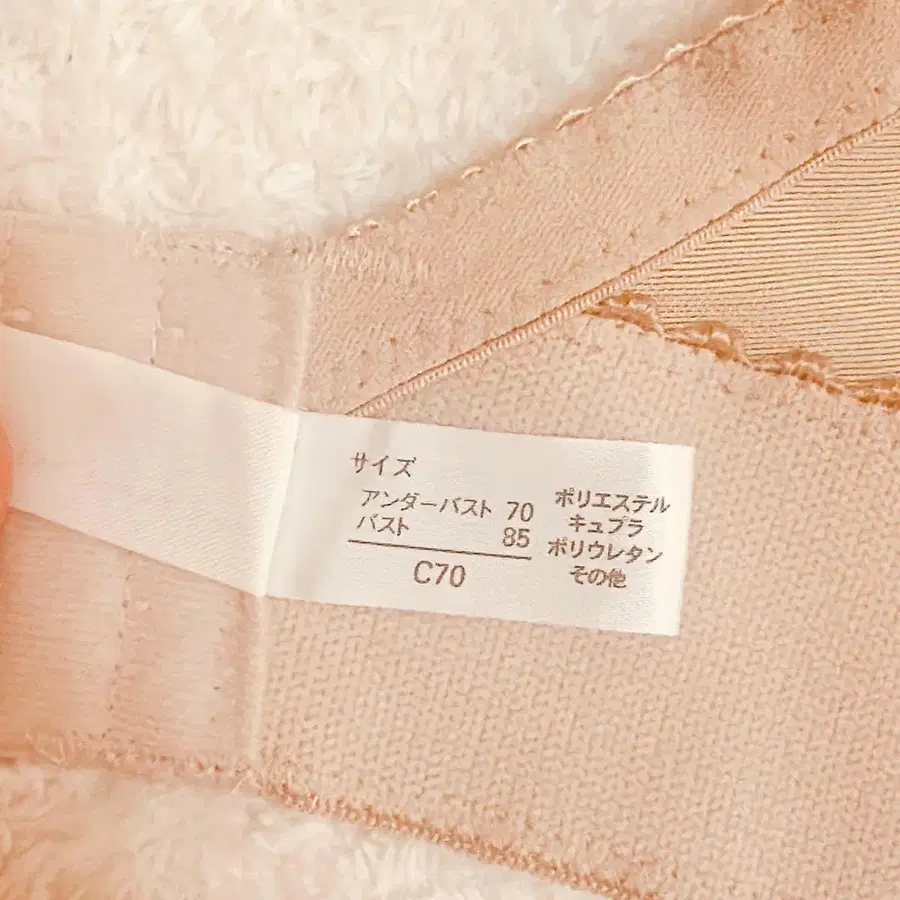 サイズ
アンダーバスト 70
バスト 85
C70
ポリエステル
キュプラ
ポリウレタン
その他